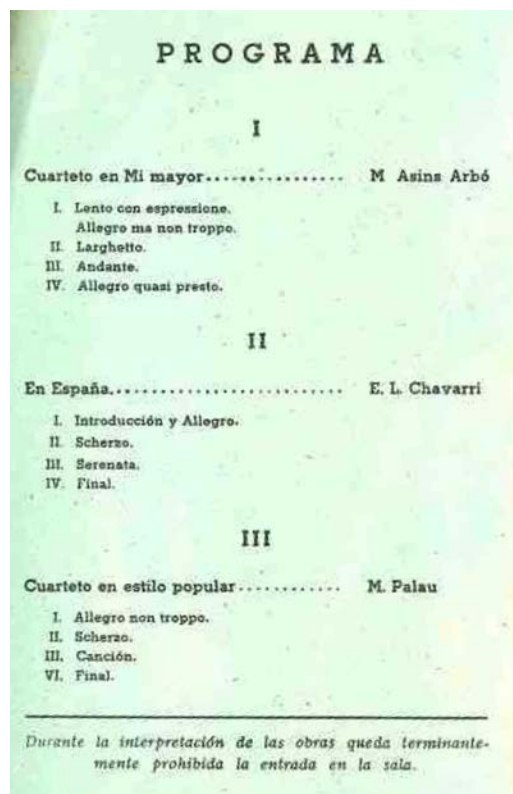 PROGRAMA
I
Cuarteto en Mi mayor................ M Asins Arbó
I. Lento con espressione.
Allegro ma non troppo.
II. Larghetto.
III. Andante.
IV. Allegro quasi presto.
II
En España.......................... E. L. Chavarri
I. Introducción y Allegro.
II. Scherzo.
III. Serenata.
IV. Final.
III
Cuarteto en estilo popular............ M. Palau
I. Allegro non troppo.
II. Scherzo.
III. Canción.
VI. Final.
Durante la interpretación de las obras queda terminante-
mente prohibida la entrada en la sala.